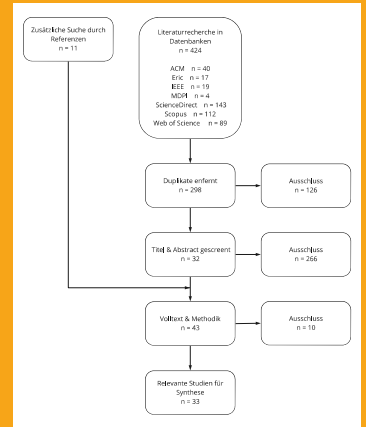 Zusätzliche Suche durch
Referenzen
n = 11
Literaturrecherche in
Datenbanken
n = 424
ACM n = 40
Eric n = 17
IEEE n = 19
MDPI n = 4
ScienceDirect n = 143
Scopus n = 112
Web of Science n = 89
Duplikate enfernt
n = 298
Ausschluss
n = 126
Titel & Abstract gescreent
n = 32
Ausschluss
n = 266
Volltext & Methodik
n = 43
Ausschluss
n = 10
Relevante Studien für
Synthese
n = 33